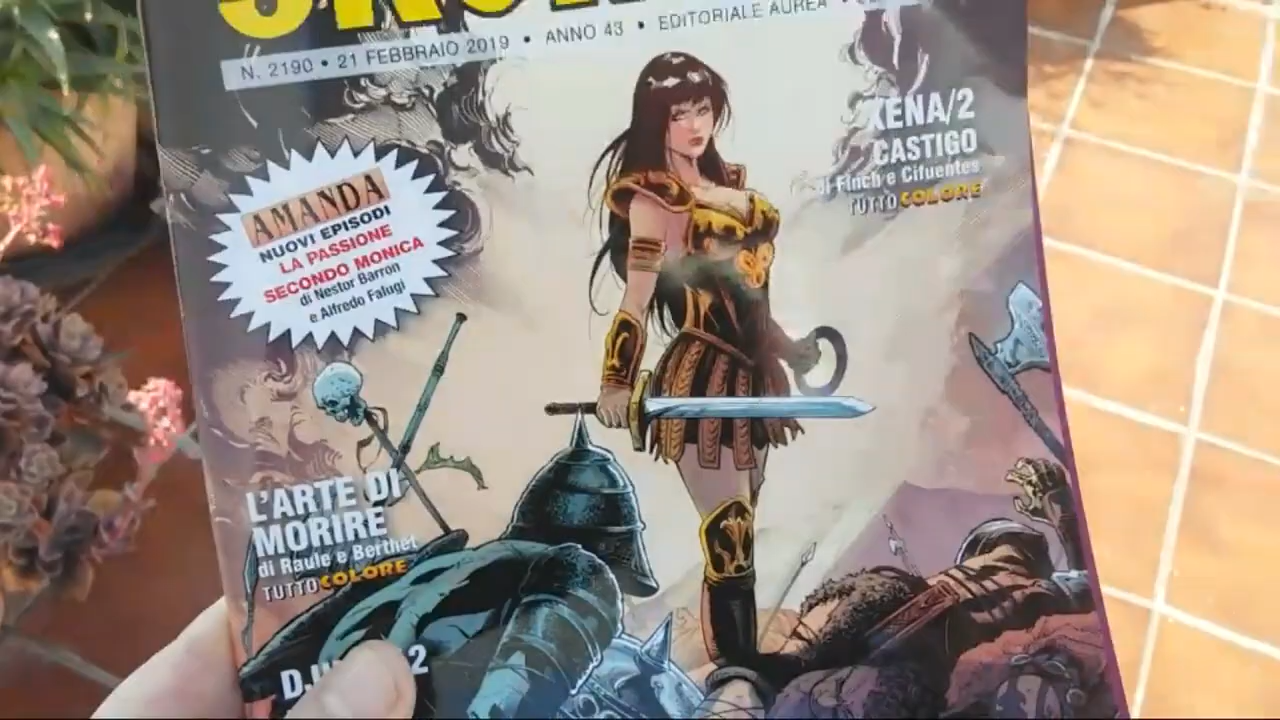 N. 2190 • 21 FEBBRAIO 2019 • ANNO 43 • EDITORIALE AUREA
XENA/2
CASTIGO
di Finch e Cifuentes
TUTTO COLORE
AMANDA
NUOVI EPISODI
LA PASSIONE
SECONDO MONICA
di Nestor Barron
e Alfredo Falugi
L'ARTE DI
MORIRE
di Raule e Berthet
TUTTO COLORE